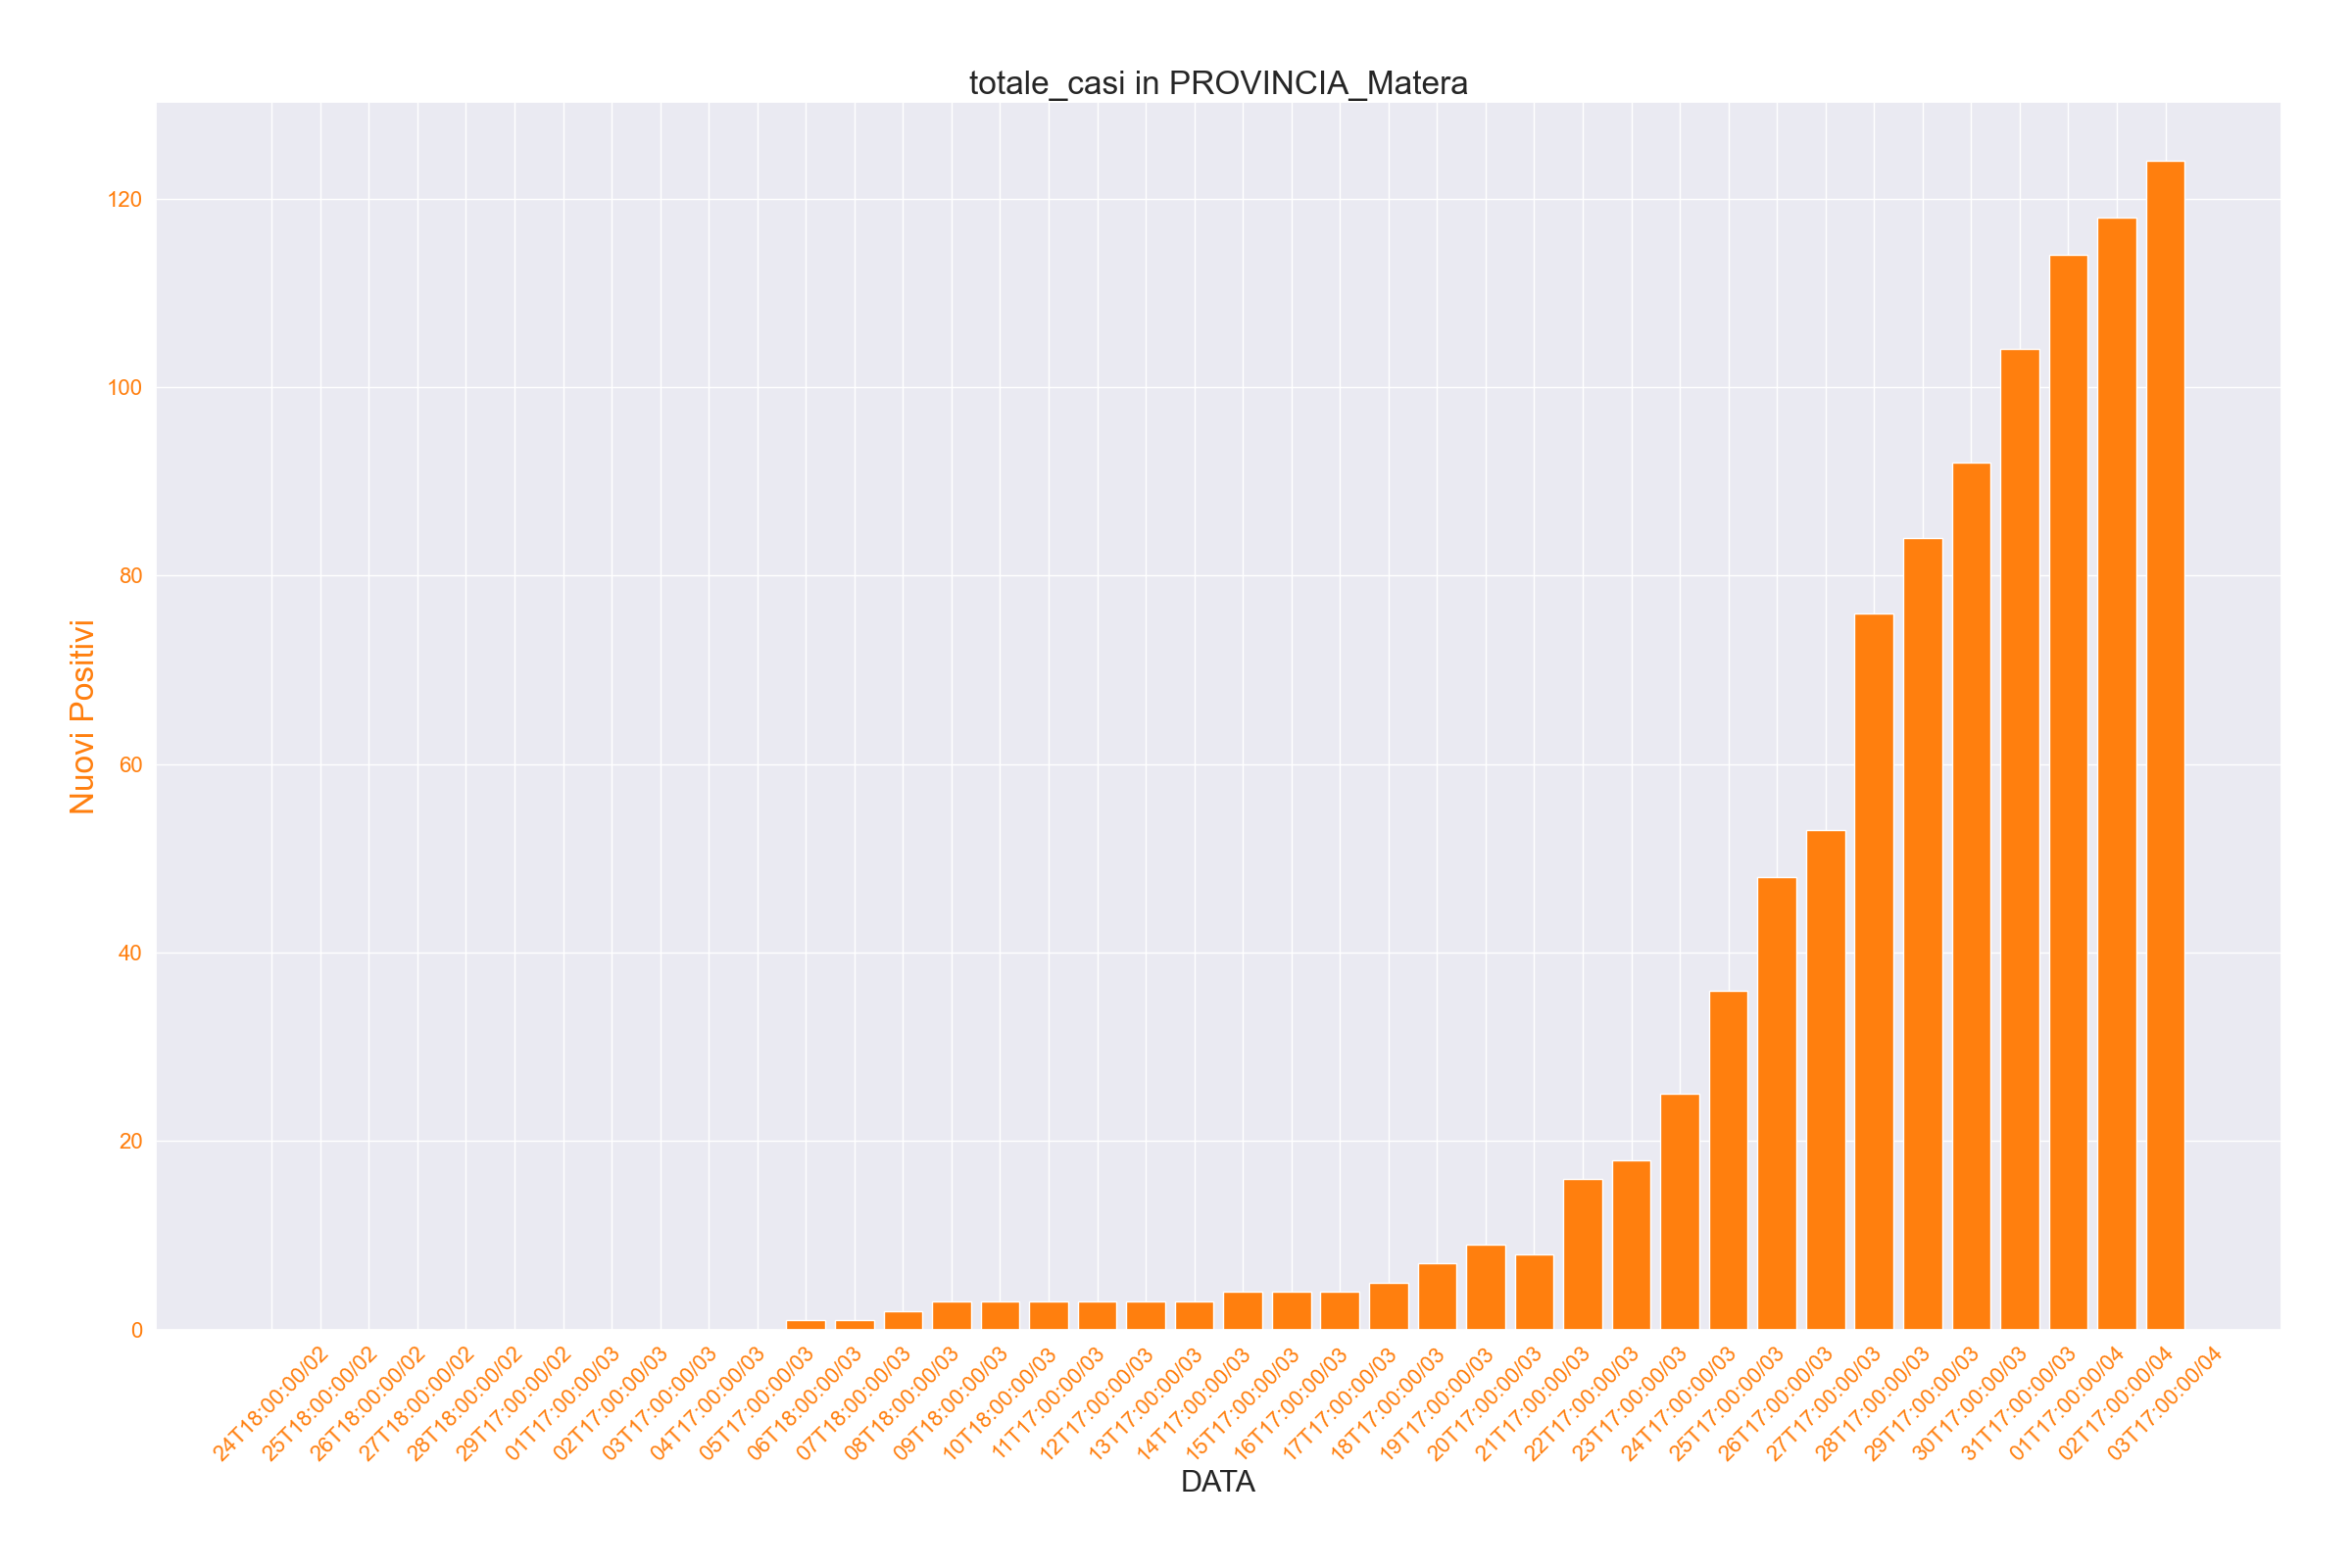 totale_casi in PROVINCIA_Matera
120
100
80
60
40
20
0
Nuovi Positivi
24T18:00:00/02
25T18:00:00/02
26T18:00:00/02
27T18:00:00/02
28T18:00:00/02
29T17:00:00/02
01T17:00:00/03
02T17:00:00/03
03T17:00:00/03
04T17:00:00/03
05T17:00:00/03
06T18:00:00/03
07T18:00:00/03
08T18:00:00/03
09T18:00:00/03
10T18:00:00/03
11T17:00:00/03
12T17:00:00/03
13T17:00:00/03
14T17:00:00/03
15T17:00:00/03
16T17:00:00/03
17T17:00:00/03
18T17:00:00/03
19T17:00:00/03
20T17:00:00/03
21T17:00:00/03
22T17:00:00/03
23T17:00:00/03
24T17:00:00/03
25T17:00:00/03
26T17:00:00/03
27T17:00:00/03
28T17:00:00/03
29T17:00:00/03
30T17:00:00/03
31T17:00:00/03
01T17:00:00/04
02T17:00:00/04
03T17:00:00/04
DATA